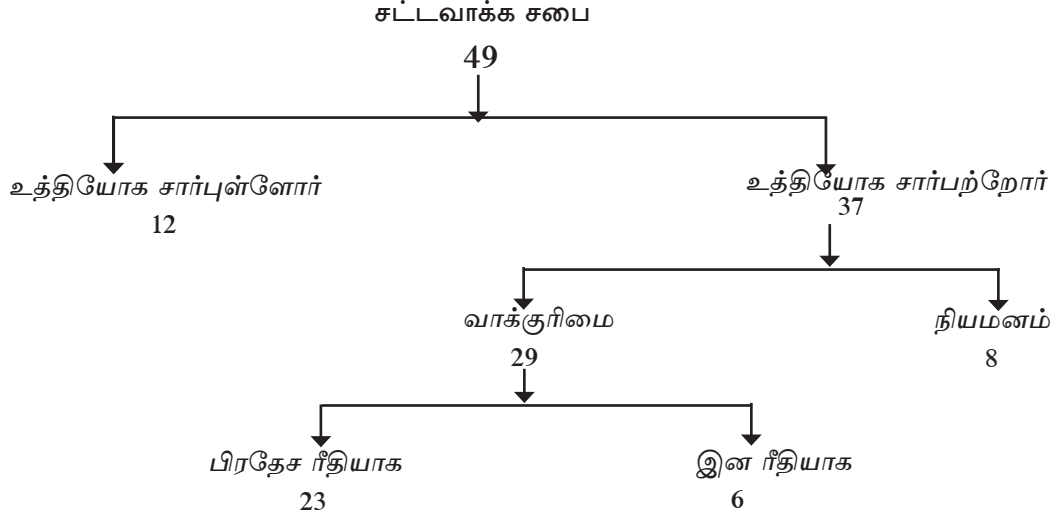 சட்டவாக்க சபை
49
உத்தியோக சார்புள்ளோர்
12
உத்தியோக சார்பற்றோர்
37
வாக்குரிமை
29
நியமனம்
8
பிரதேச ரீதியாக
23
இன ரீதியாக
6